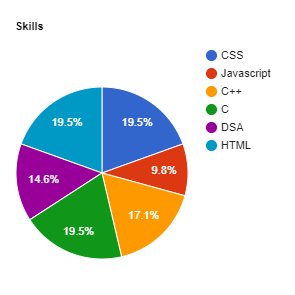 Skills
CSS
Javascript
C++
C
DSA
HTML
19.5%
9.8%
17.1%
19.5%
14.6%
19.5%